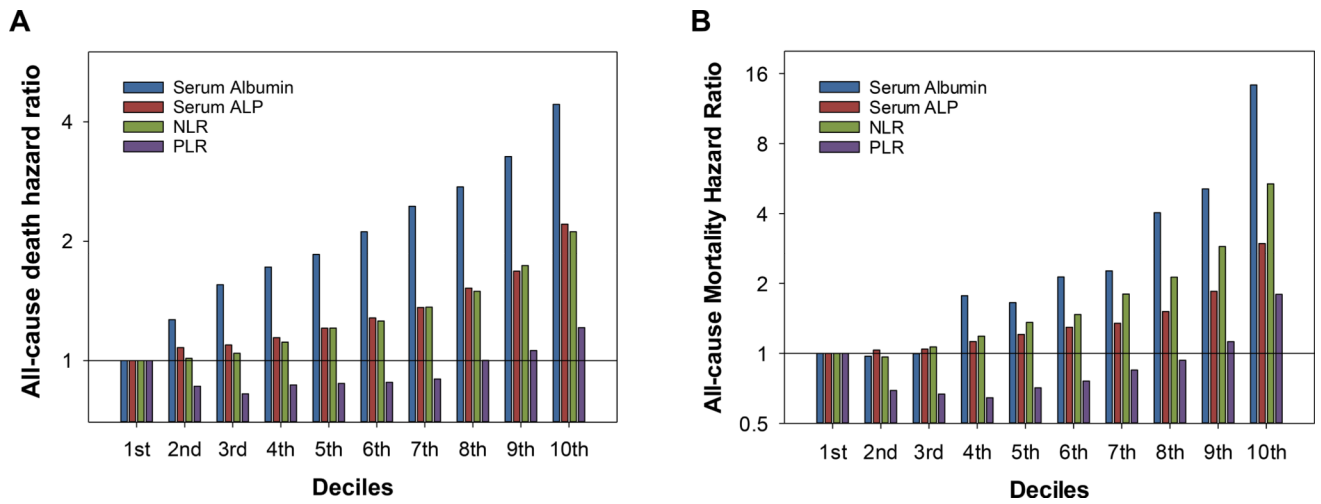 A
All-cause death hazard ratio
4
2
1
Serum Albumin
Serum ALP
NLR
PLR
1st 2nd 3rd 4th 5th 6th 7th 8th 9th 10th
Deciles
B
All-cause Mortality Hazard Ratio
16
8
4
2
1
0.5
Serum Albumin
Serum ALP
NLR
PLR
1st 2nd 3rd 4th 5th 6th 7th 8th 9th 10th
Deciles